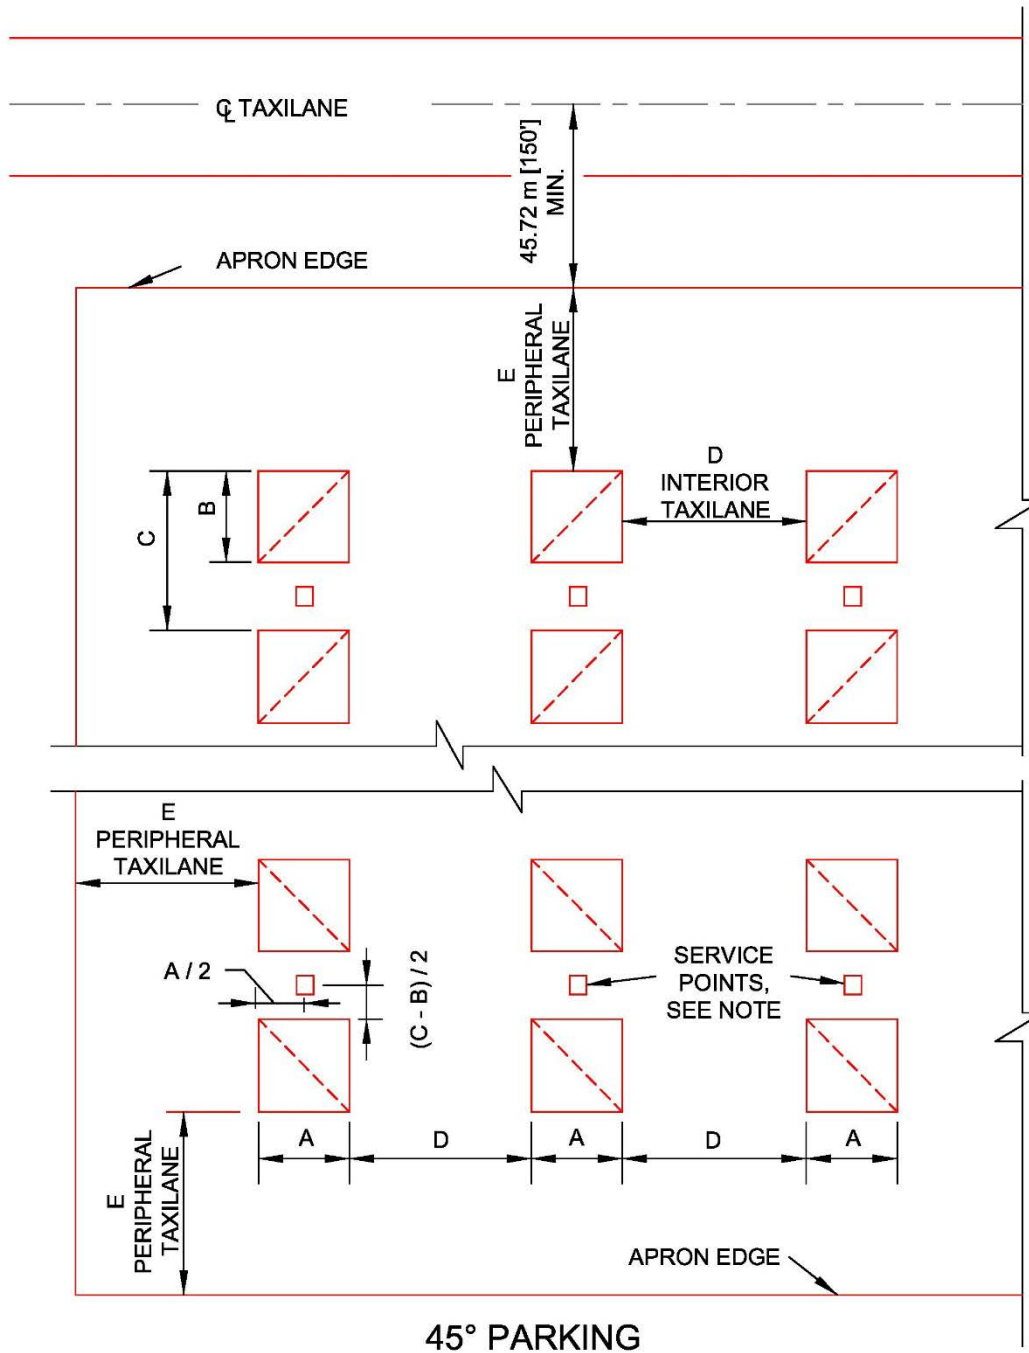 ℄ TAXILANE
45.72 m [150']
MIN.
APRON EDGE
E
PERIPHERAL
TAXILANE
D
INTERIOR
TAXILANE
B
C
E
PERIPHERAL
TAXILANE
A / 2
(C - B) / 2
SERVICE
POINTS,
SEE NOTE
A
D
A
D
A
E
PERIPHERAL
TAXILANE
APRON EDGE
45° PARKING